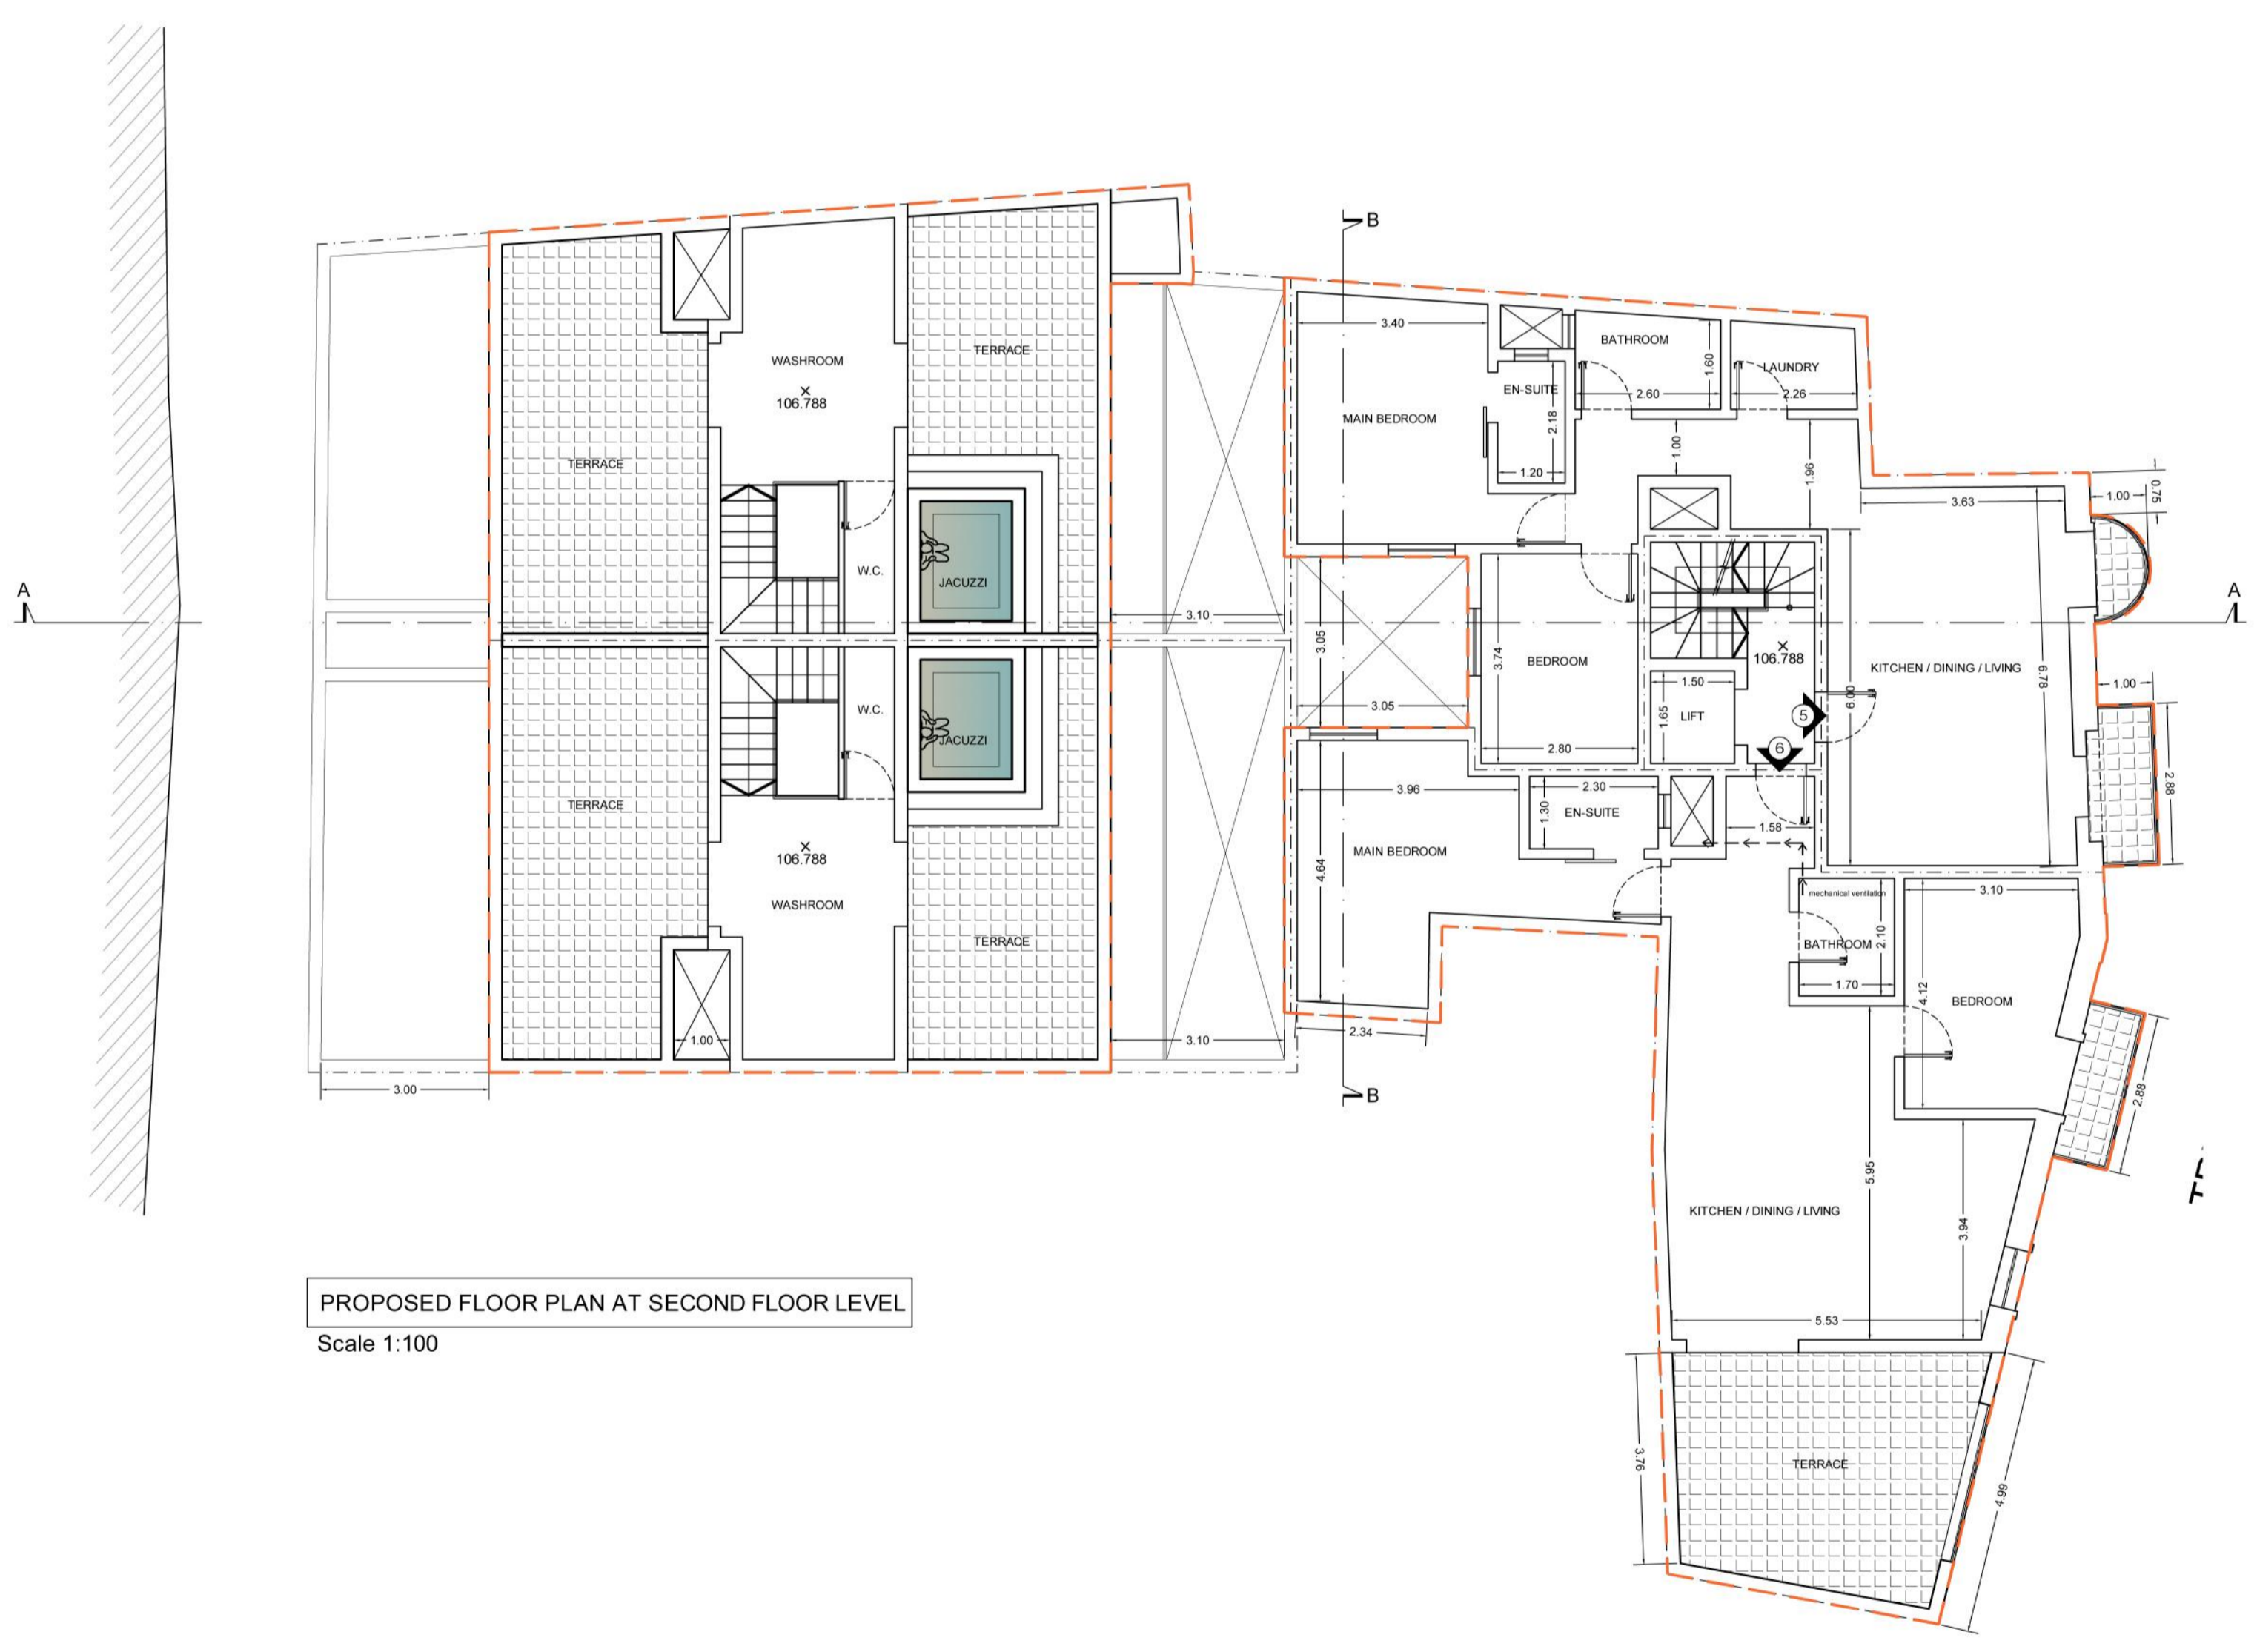 B
A
A
WASHROOM
106.788
TERRACE
TERRACE
W.C.
JACUZZI
3.10
TERRACE
W.C.
JACUZZI
106.788
WASHROOM
TERRACE
1.00
3.10
3.00
3.40
MAIN BEDROOM
EN-SUITE
2.18
1.20
BATHROOM
1.60
2.60
LAUNDRY
2.26
1.00
1.96
3.63
1.00
0.75
3.05
3.05
3.74
BEDROOM
2.80
1.50
1.65
LIFT
106.788
5
6
6.00
KITCHEN / DINING / LIVING
6.78
1.00
2.88
3.96
MAIN BEDROOM
4.64
2.34
2.30
1.30
EN-SUITE
1.58
mechanical ventilation
BATHROOM
2.10
1.70
3.10
4.12
BEDROOM
2.88
B
5.95
3.94
KITCHEN / DINING / LIVING
5.53
3.76
TERRACE
4.99
PROPOSED FLOOR PLAN AT SECOND FLOOR LEVEL
Scale 1:100